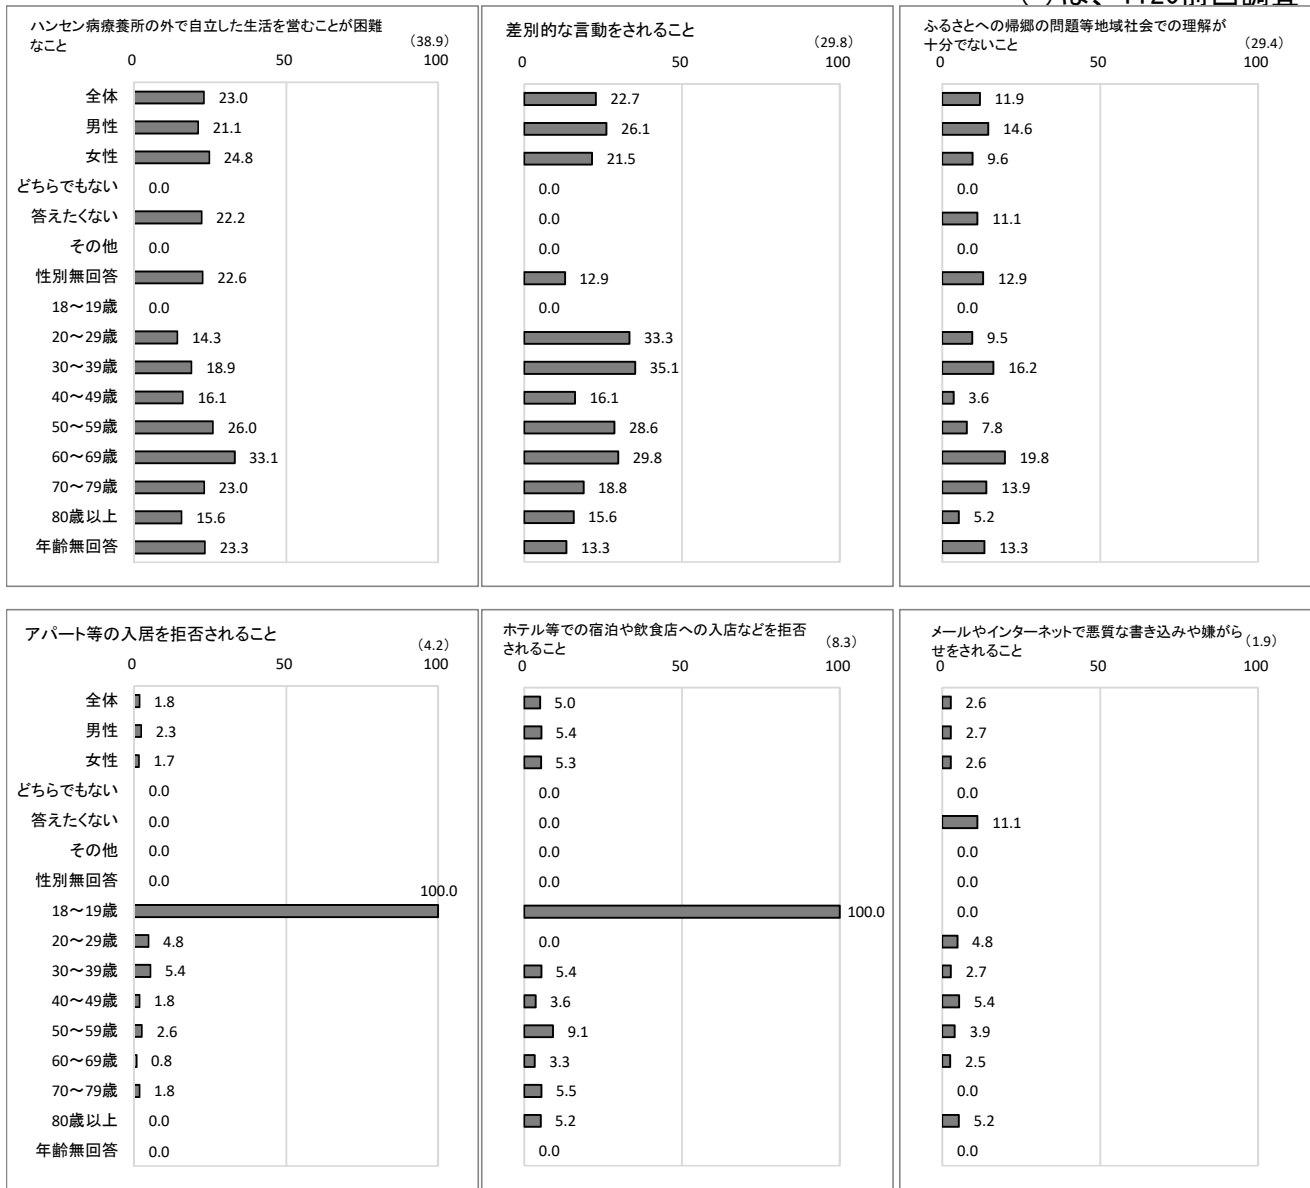 ( )は、 前回調査
ハンセン病療養所の外で自立した生活を営むことが困難
なこと
(38.9)
0 50 100
全体 23.0
男性 21.1
女性 24.8
どちらでもない 0.0
答えたくない 22.2
その他 0.0
性別無回答 22.6
18～19歳 0.0
20～29歳 14.3
30～39歳 18.9
40～49歳 16.1
50～59歳 26.0
60～69歳 33.1
70～79歳 23.0
80歳以上 15.6
年齢無回答 23.3
差別的な言動をされること
(29.8)
0 50 100
22.7
26.1
21.5
0.0
0.0
0.0
12.9
0.0
33.3
35.1
16.1
28.6
29.8
18.8
15.6
13.3
ふるさとへの帰郷の問題等地域社会での理解が
十分でないこと
(29.4)
0 50 100
11.9
14.6
9.6
0.0
11.1
0.0
12.9
0.0
9.5
16.2
3.6
7.8
19.8
13.9
5.2
13.3
アパート等の入居を拒否されること
(4.2)
0 50 100
全体 1.8
男性 2.3
女性 1.7
どちらでもない 0.0
答えたくない 0.0
その他 0.0
性別無回答 0.0
18～19歳 100.0
20～29歳 4.8
30～39歳 5.4
40～49歳 1.8
50～59歳 2.6
60～69歳 0.8
70～79歳 1.8
80歳以上 0.0
年齢無回答 0.0
ホテル等での宿泊や飲食店への入店などを拒否
されること
(8.3)
0 50 100
5.0
5.4
5.3
0.0
0.0
0.0
0.0
100.0
0.0
5.4
3.6
9.1
3.3
5.5
5.2
0.0
メールやインターネットで悪質な書き込みや嫌がら
せをされること
(1.9)
0 50 100
2.6
2.7
2.6
0.0
11.1
0.0
0.0
0.0
4.8
2.7
5.4
3.9
2.5
0.0
5.2
0.0